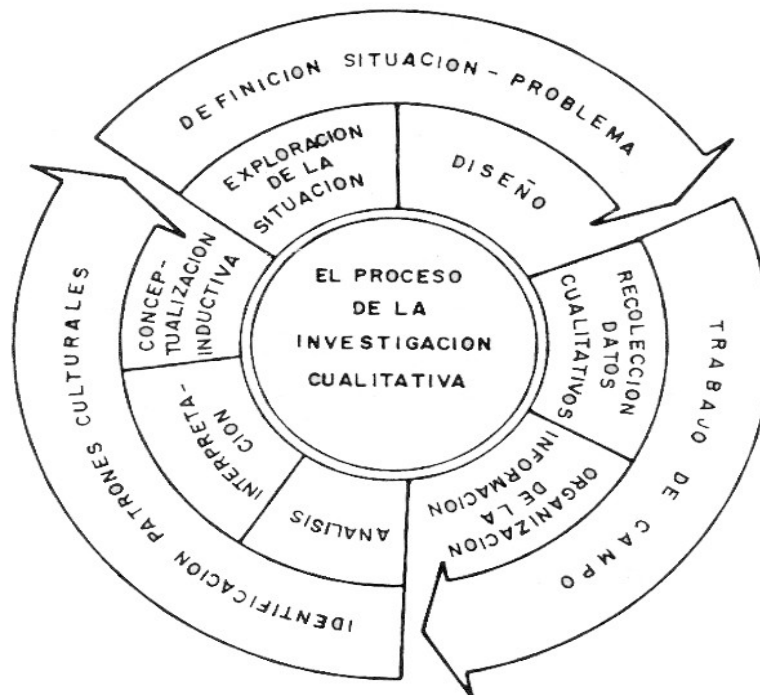 DEFINICION SITUACION - PROBLEMA
EXPLORACION
DE LA
SITUACION
DISEÑO
TRABAJO DE CAMPO
RECOLECCION
DATOS
CUALITATIVOS
ORGANIZACION
DE LA
INFORMACION
IDENTIFICACION PATRONES CULTURALES
ANALISIS
INTERPRETA-
CION
CONCEP-
TUALIZACION
INDUCTIVA
EL PROCESO
DE LA
INVESTIGACION
CUALITATIVA